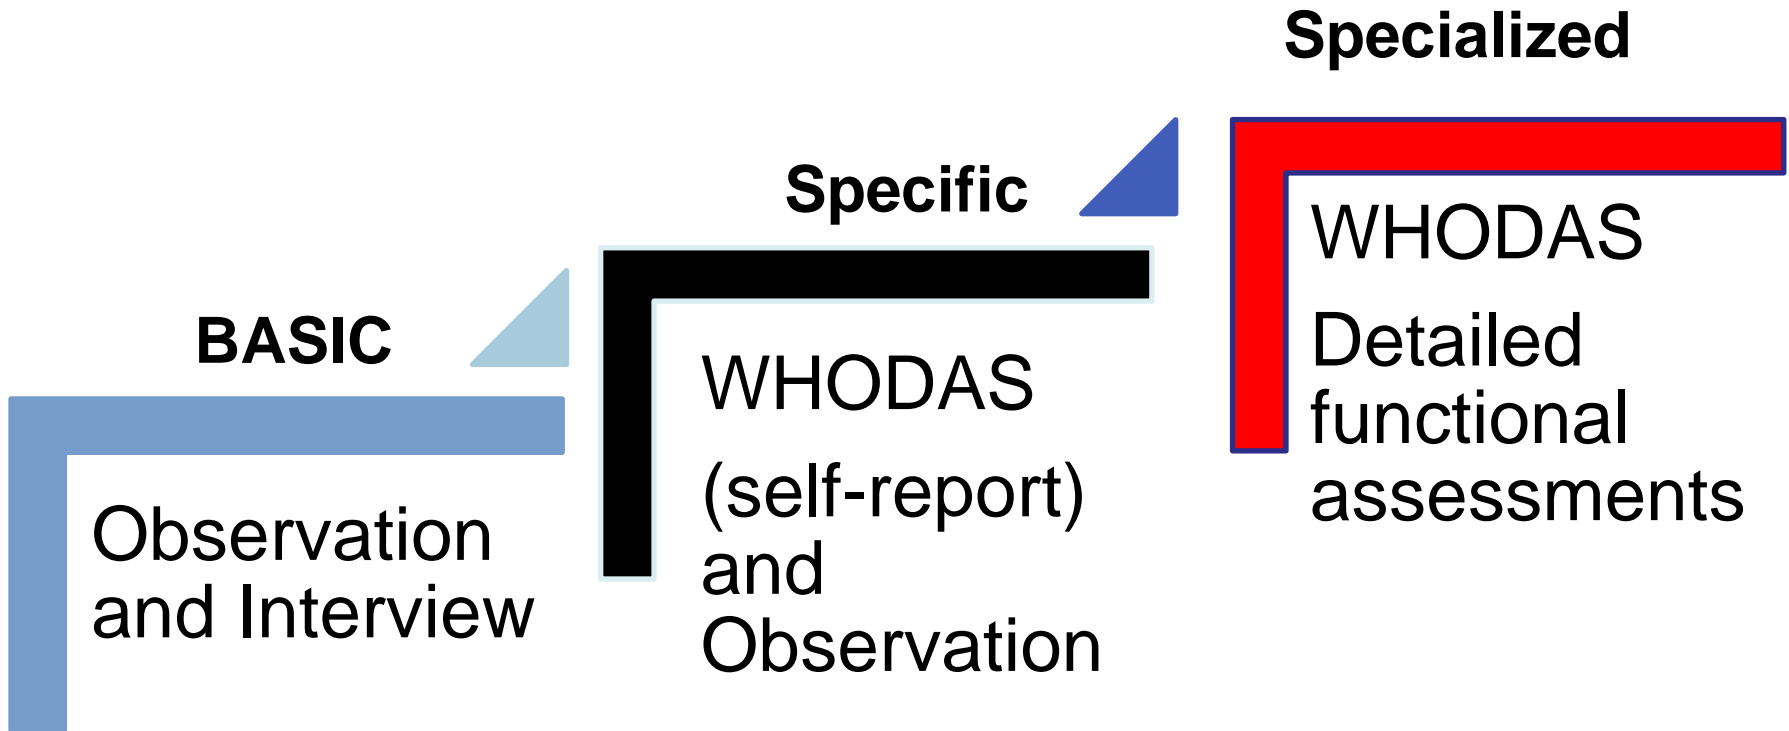 BASIC
Observation
and Interview
Specific
WHODAS
(self-report)
and
Observation
Specialized
WHODAS
Detailed
functional
assessments